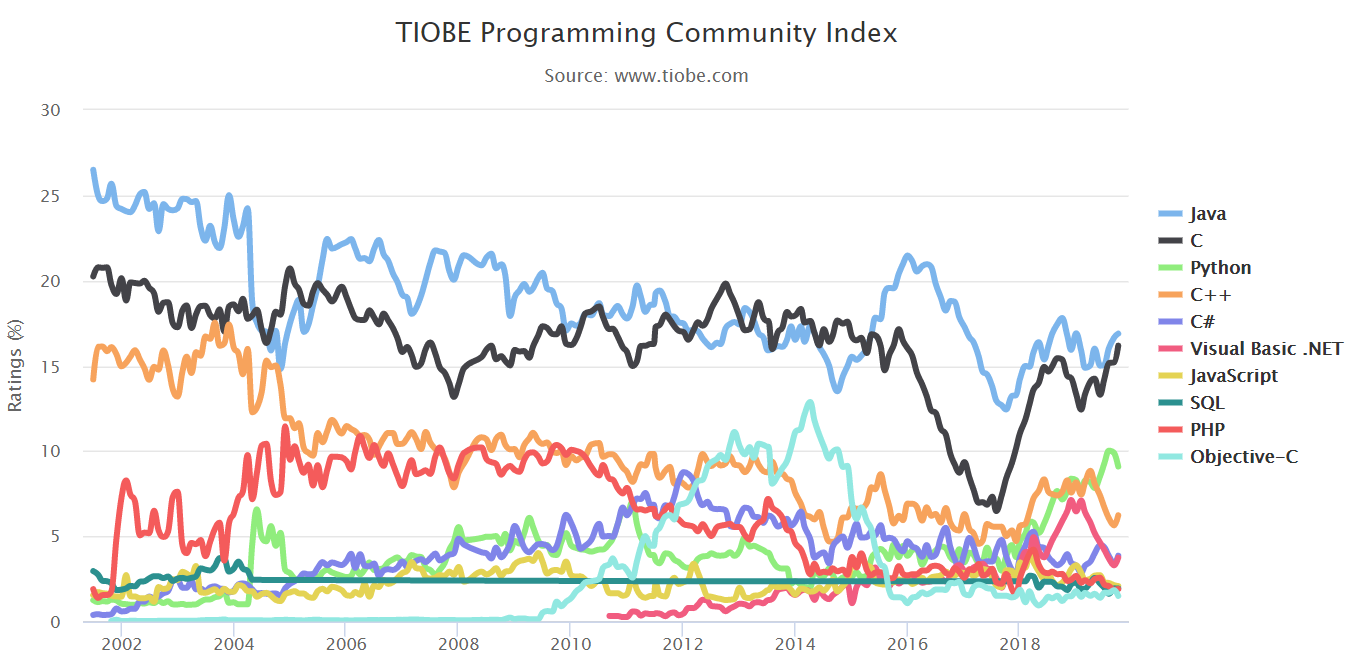 TIOBE Programming Community Index
Source: www.tiobe.com
Ratings (%)
30
25
20
15
10
5
0
2002 2004 2006 2008 2010 2012 2014 2016 2018
Java
C
Python
C++
C#
Visual Basic .NET
JavaScript
SQL
PHP
Objective-C